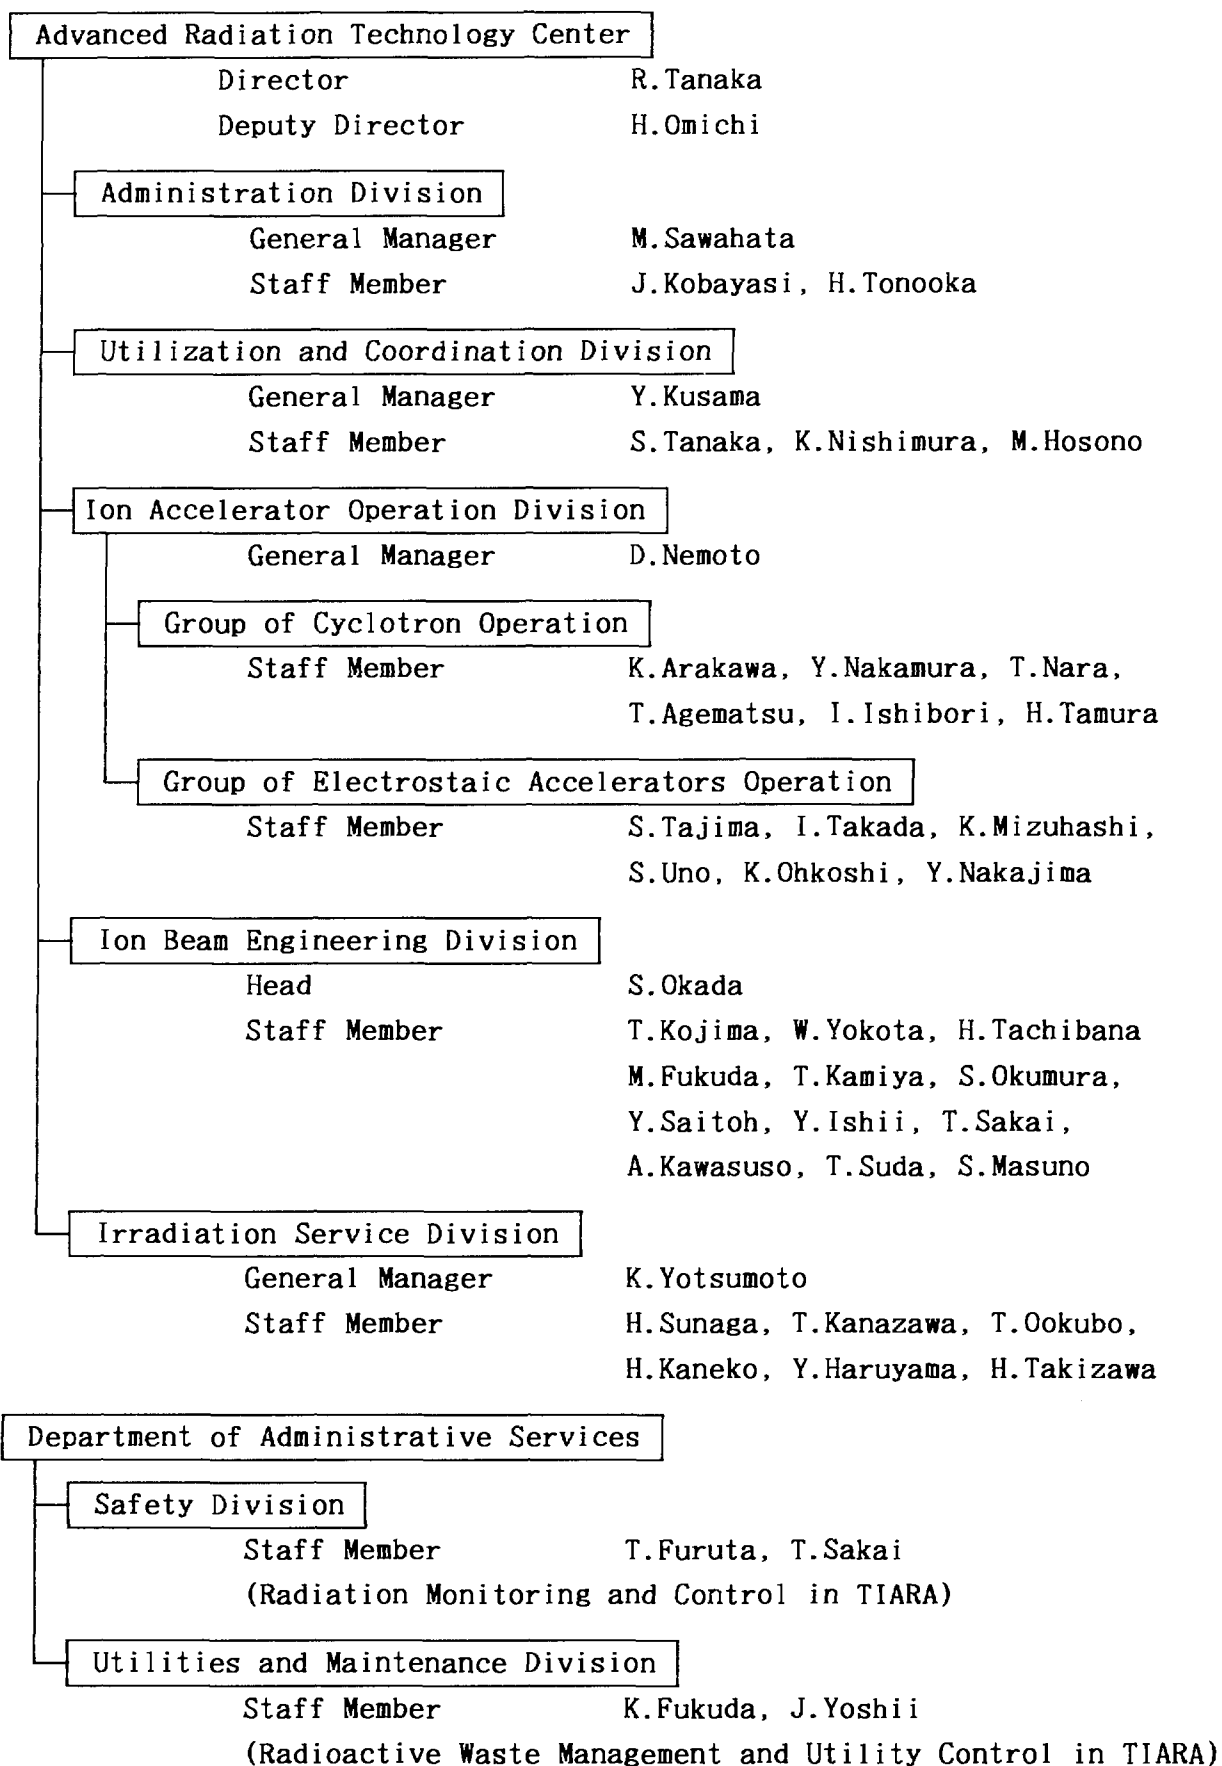 Advanced Radiation Technology Center
Director R.Tanaka
Deputy Director H.Omichi
Administration Division
General Manager M.Sawahata
Staff Member J.Kobayasi, H.Tonooka
Utilization and Coordination Division
General Manager Y.Kusama
Staff Member S.Tanaka, K.Nishimura, M.Hosono
Ion Accelerator Operation Division
General Manager D.Nemoto
Group of Cyclotron Operation
Staff Member K.Arakawa, Y.Nakamura, T.Nara,
T.Agematsu, I.Ishibori, H.Tamura
Group of Electrostaic Accelerators Operation
Staff Member S.Tajima, I.Takada, K.Mizuhashi,
S.Uno, K.Ohkoshi, Y.Nakajima
Ion Beam Engineering Division
Head S.Okada
Staff Member T.Kojima, W.Yokota, H.Tachibana
M.Fukuda, T.Kamiya, S.Okumura,
Y.Saitoh, Y.Ishii, T.Sakai,
A.Kawasuso, T.Suda, S.Masuno
Irradiation Service Division
General Manager K.Yotsumoto
Staff Member H.Sunaga, T.Kanazawa, T.Ookubo,
H.Kaneko, Y.Haruyama, H.Takizawa
Department of Administrative Services
Safety Division
Staff Member T.Furuta, T.Sakai
(Radiation Monitoring and Control in TIARA)
Utilities and Maintenance Division
Staff Member K.Fukuda, J.Yoshii
(Radioactive Waste Management and Utility Control in TIARA)